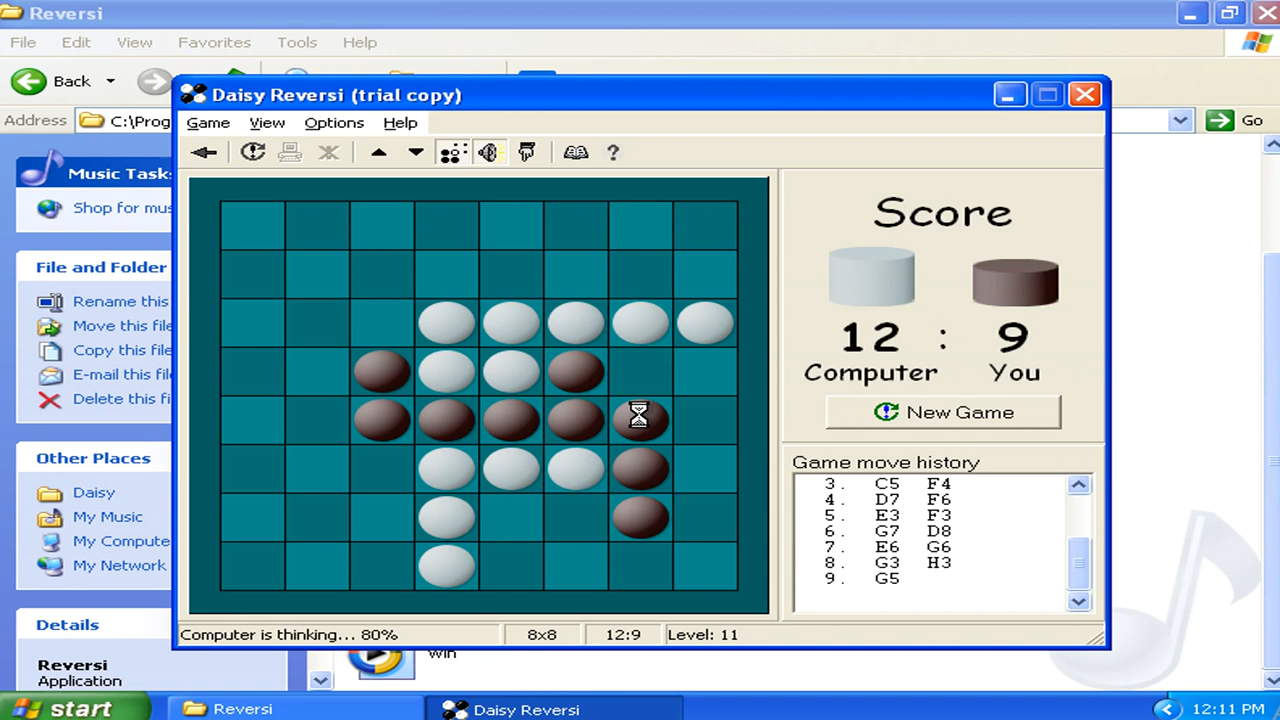 Reversi
File Edit View Favorites Tools Help
Back
Address C:\Prog
Go
Music Task
Shop for mu
File and Folder
Rename this
Move this file
Copy this file
E-mail this file
Delete this fi
Other Places
Daisy
My Music
My Compute
My Network
Details
Reversi
Application
Daisy Reversi (trial copy)
Game View Options Help
Score
12 : 9
Computer You
New Game
Game move history
3. C5 F4
4. D7 F6
5. E3 F3
6. G7 D8
7. E6 G6
8. G3 H3
9. G5
Computer is thinking... 80% 8x8 12:9 Level: 11
win
start Reversi Daisy Reversi 12:11 PM